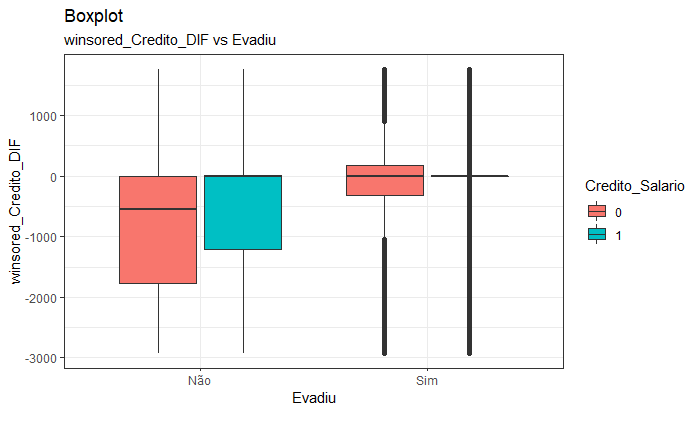 Boxplot
winsored_Credito_DIF vs Evadiu
winsored_Credito_DIF
1000
0
-1000
-2000
-3000
Não
Sim
Evadiu
Credito_Salario
0
1